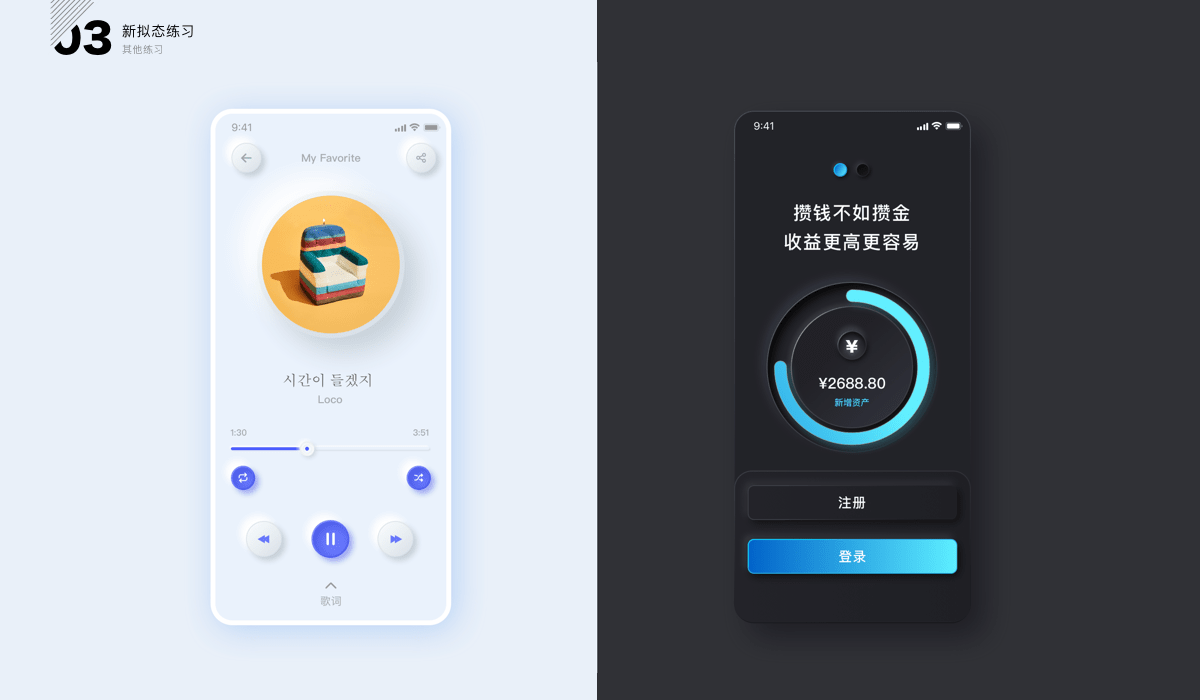 03
新拟态练习
其他练习
9:41
My Favorite
시간이 들겠지
Loco
1:30
3:51
歌词
9:41
攒钱不如攒金
收益更高更容易
¥
¥2688.80
新增资产
注册
登录